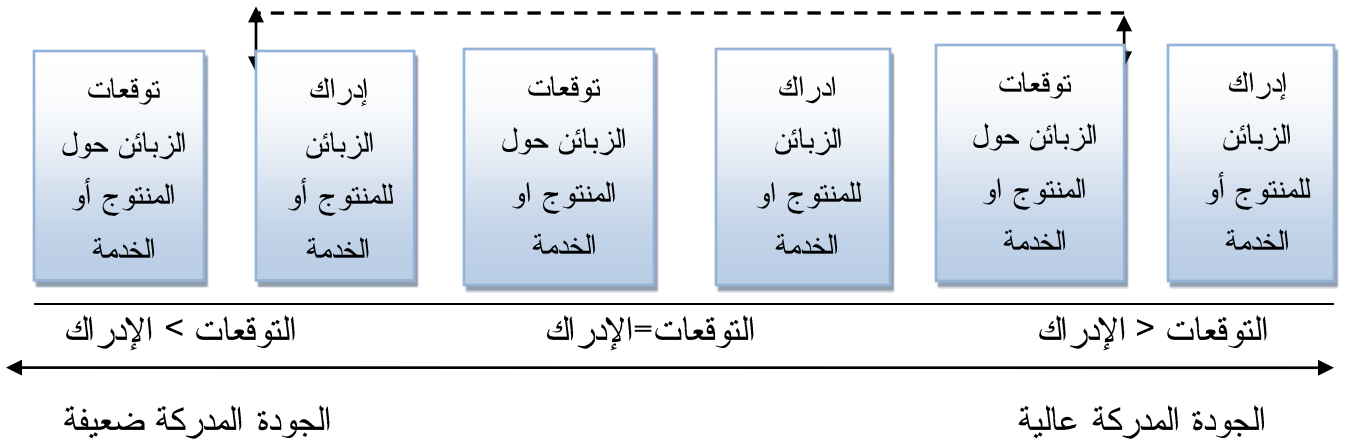 إدراك
الزبائن
للمنتوج أو
الخدمة
توقعات
الزبائن حول
المنتوج او
الخدمة
ادراك
الزبائن
للمنتوج او
الخدمة
توقعات
الزبائن حول
المنتوج او
الخدمة
إدراك
الزبائن
للمنتوج أو
الخدمة
توقعات
الزبائن حول
المنتوج أو
الخدمة
التوقعات < الإدراك
التوقعات=الإدراك
التوقعات > الإدراك
الجودة المدركة عالية
الجودة المدركة ضعيفة